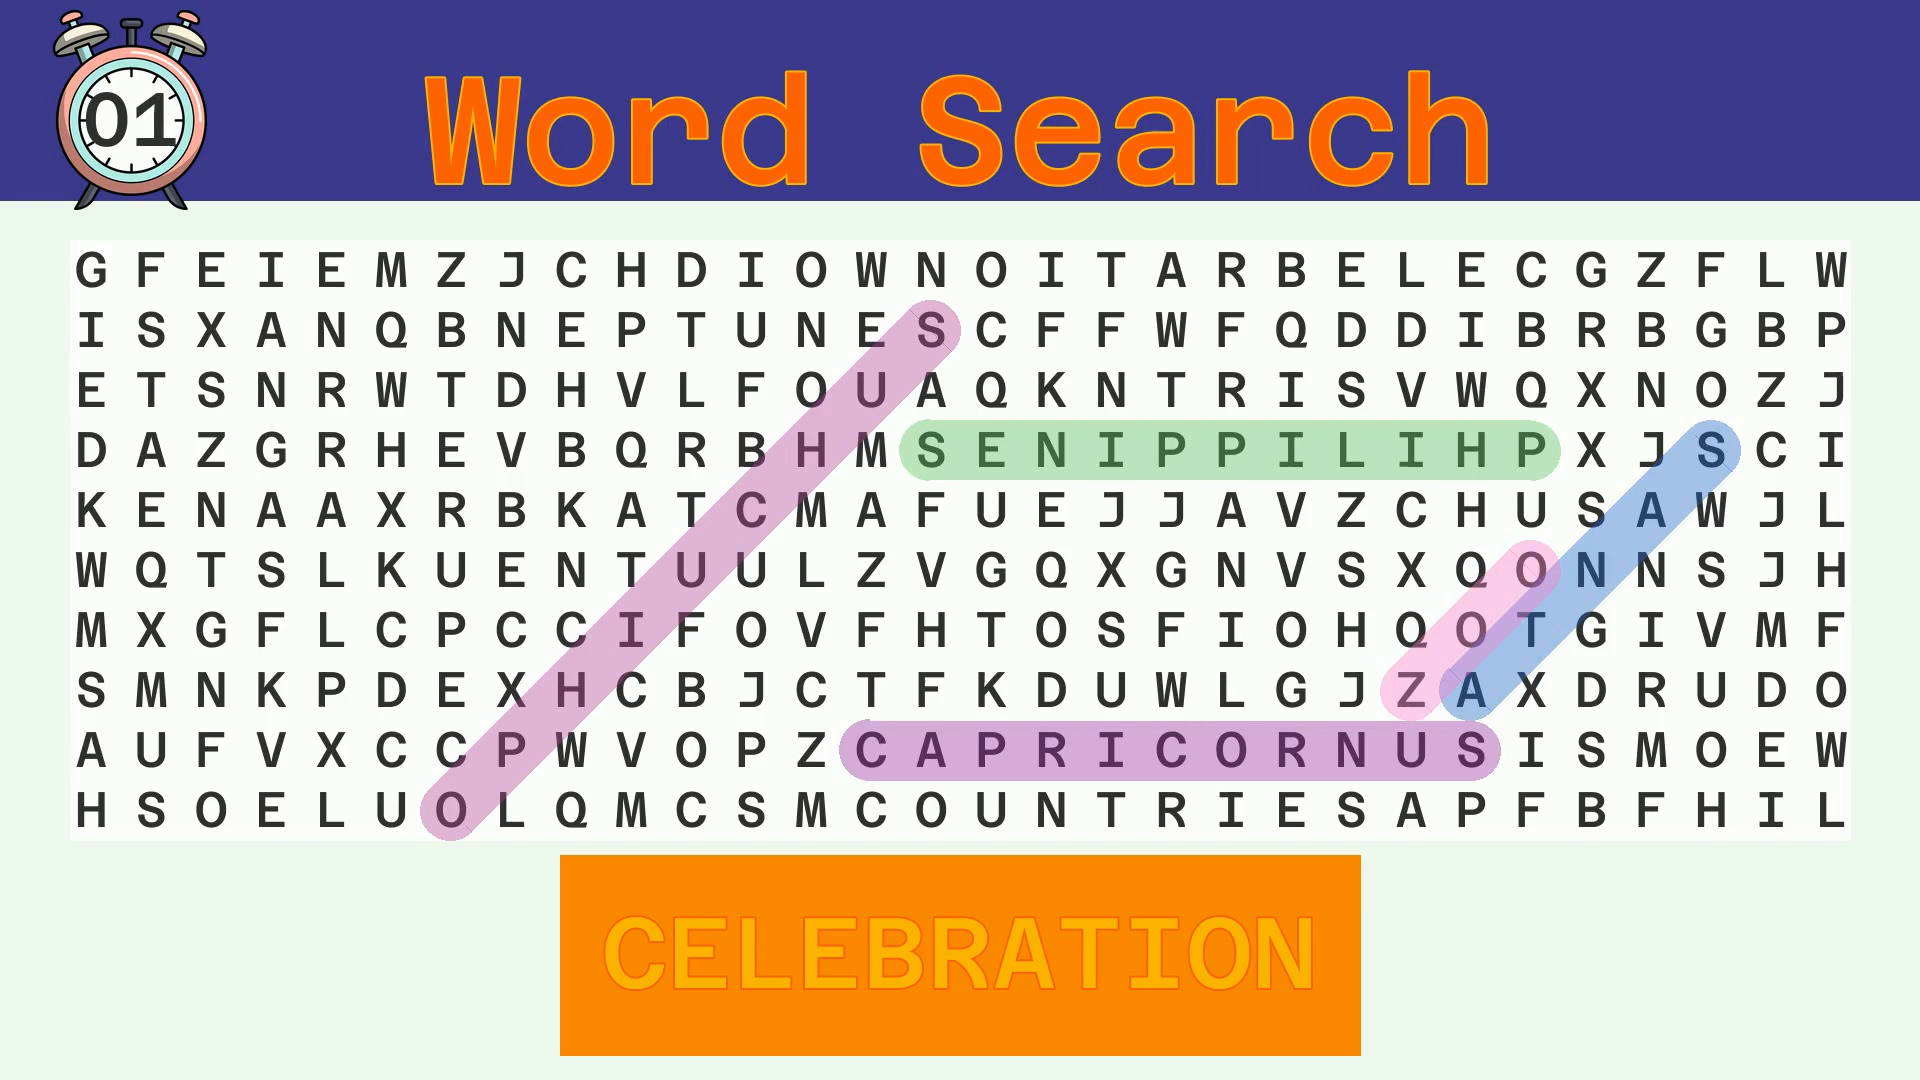 01
Word Search
G F E I E M Z J C H D I O W N O I T A R B E L E C G Z F L W
I S X A N Q B N E P T U N E S C F F W F Q D D I B R B G B P
E T S N R W T D H V L F O U A Q K N T R I S V W Q X N O Z J
D A Z G R H E V B Q R B H M S E N I P P I L I H P X J S C I
K E N A A X R B K A T C M A F U E J J A V Z C H U S A W J L
W Q T S L K U E N T U U L Z V G Q X G N V S X Q O N N S J H
M X G F L C P C C I F O V F H T O S F I O H Q O T G I V M F
S M N K P D E X H C B J C T F K D U W L G J Z A X D R U D O
A U F V X C C P W V O P Z C A P R I C O R N U S I S M O E W
H S O E L U O L Q M C S M C O U N T R I E S A P F B F H I L
CELEBRATION